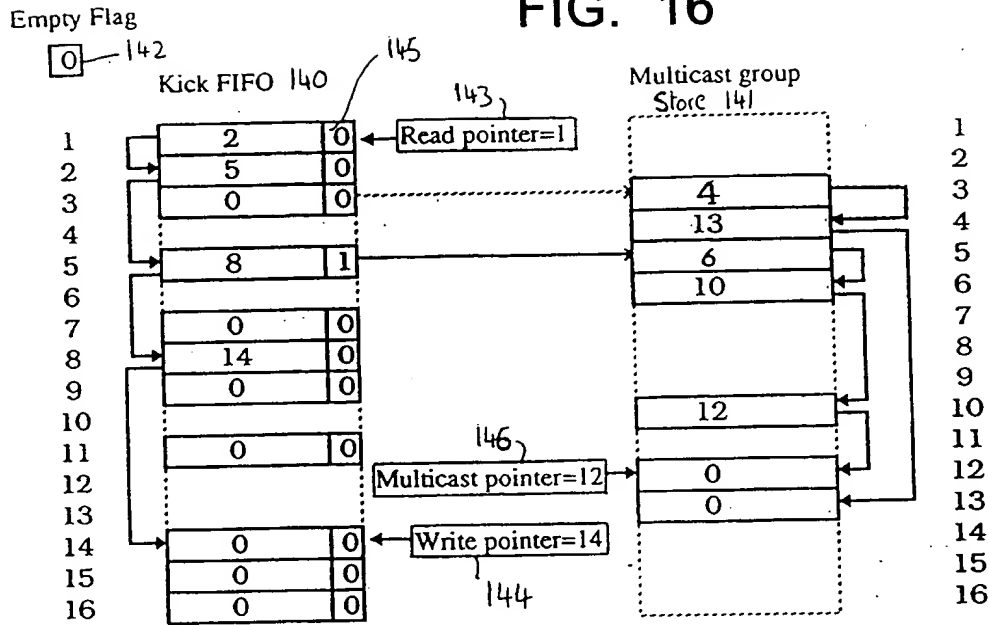 FIG. 16
Empty Flag
0 142
Kick FIFO 140
145
143
Multicast group
Store 141
1 2 0 Read pointer=1 1
2 5 0 2
3 0 0 4 3
4 13 4
5 8 1 6 5
6 10 6
7 0 0 7
8 14 0 8
9 0 0 9
10 12 10
11 0 0 146 11
12 Multicast pointer=12 0 12
13 0 13
14 0 0 Write pointer=14 14
15 0 0 144 15
16 0 0 16